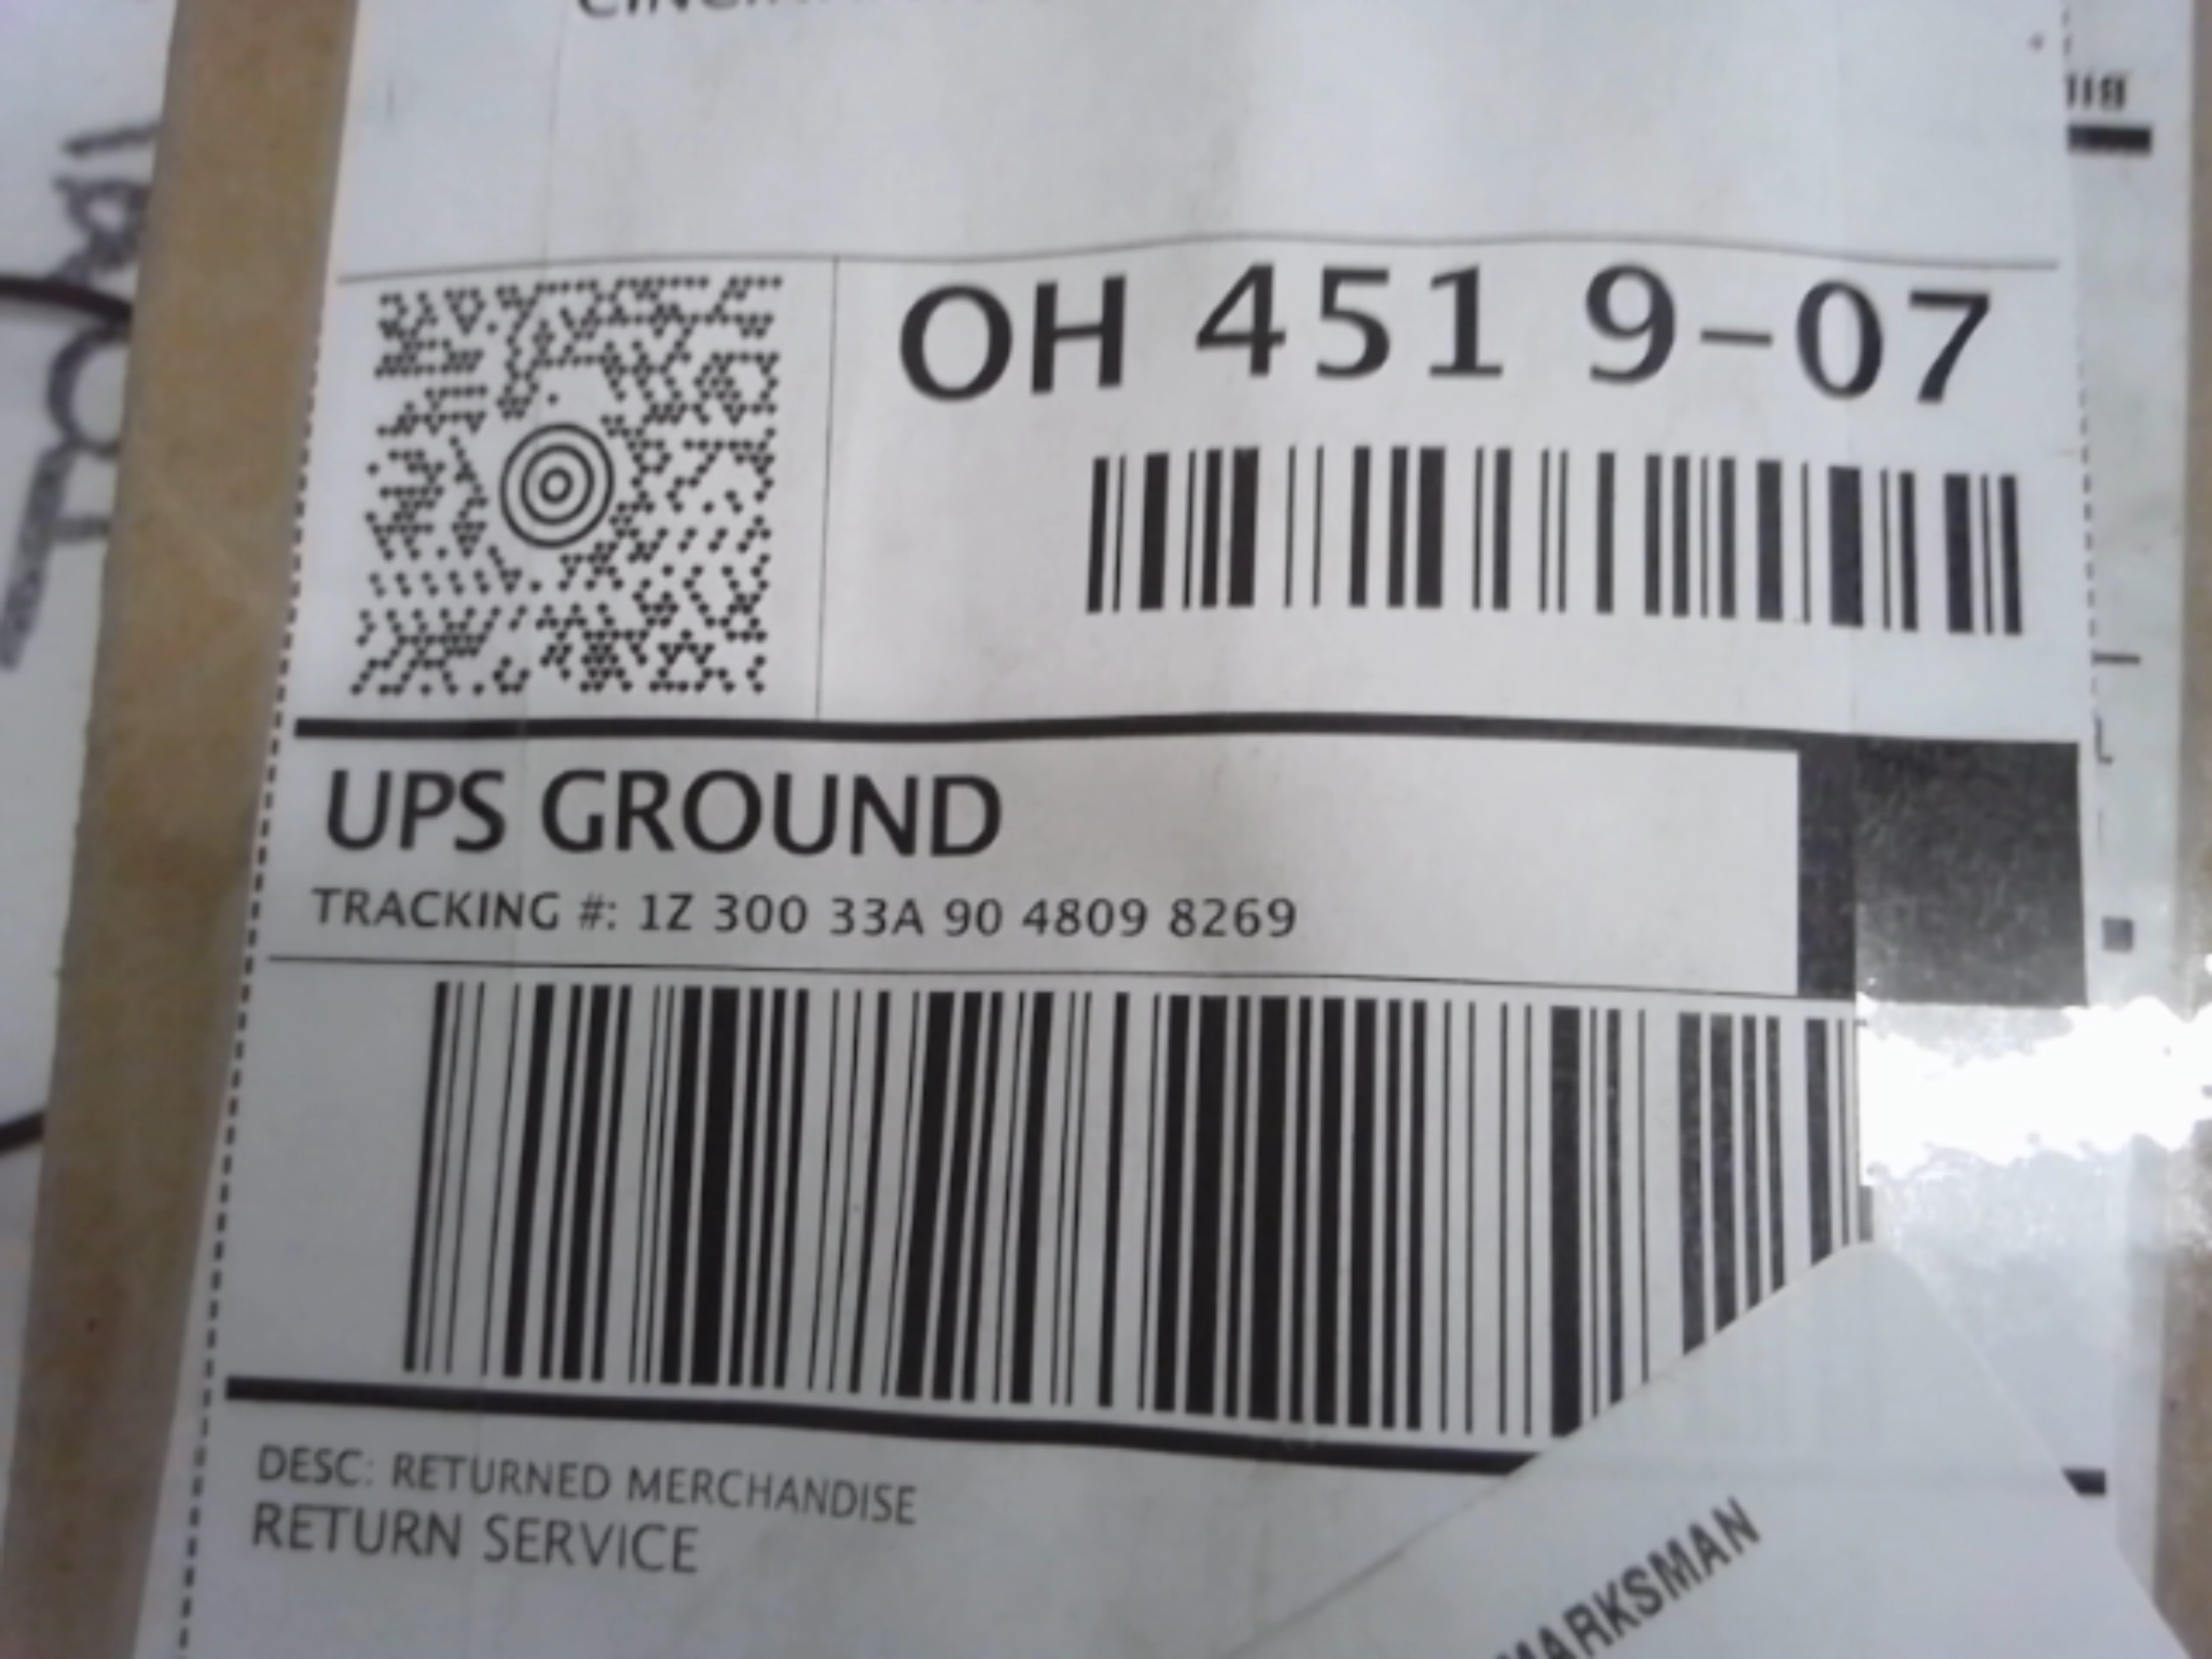 OH 451 9-07
UPS GROUND
TRACKING #: 1Z 300 33A 90 4809 8269
DESC: RETURNED MERCHANDISE
RETURN SERVICE
MARKSMAN